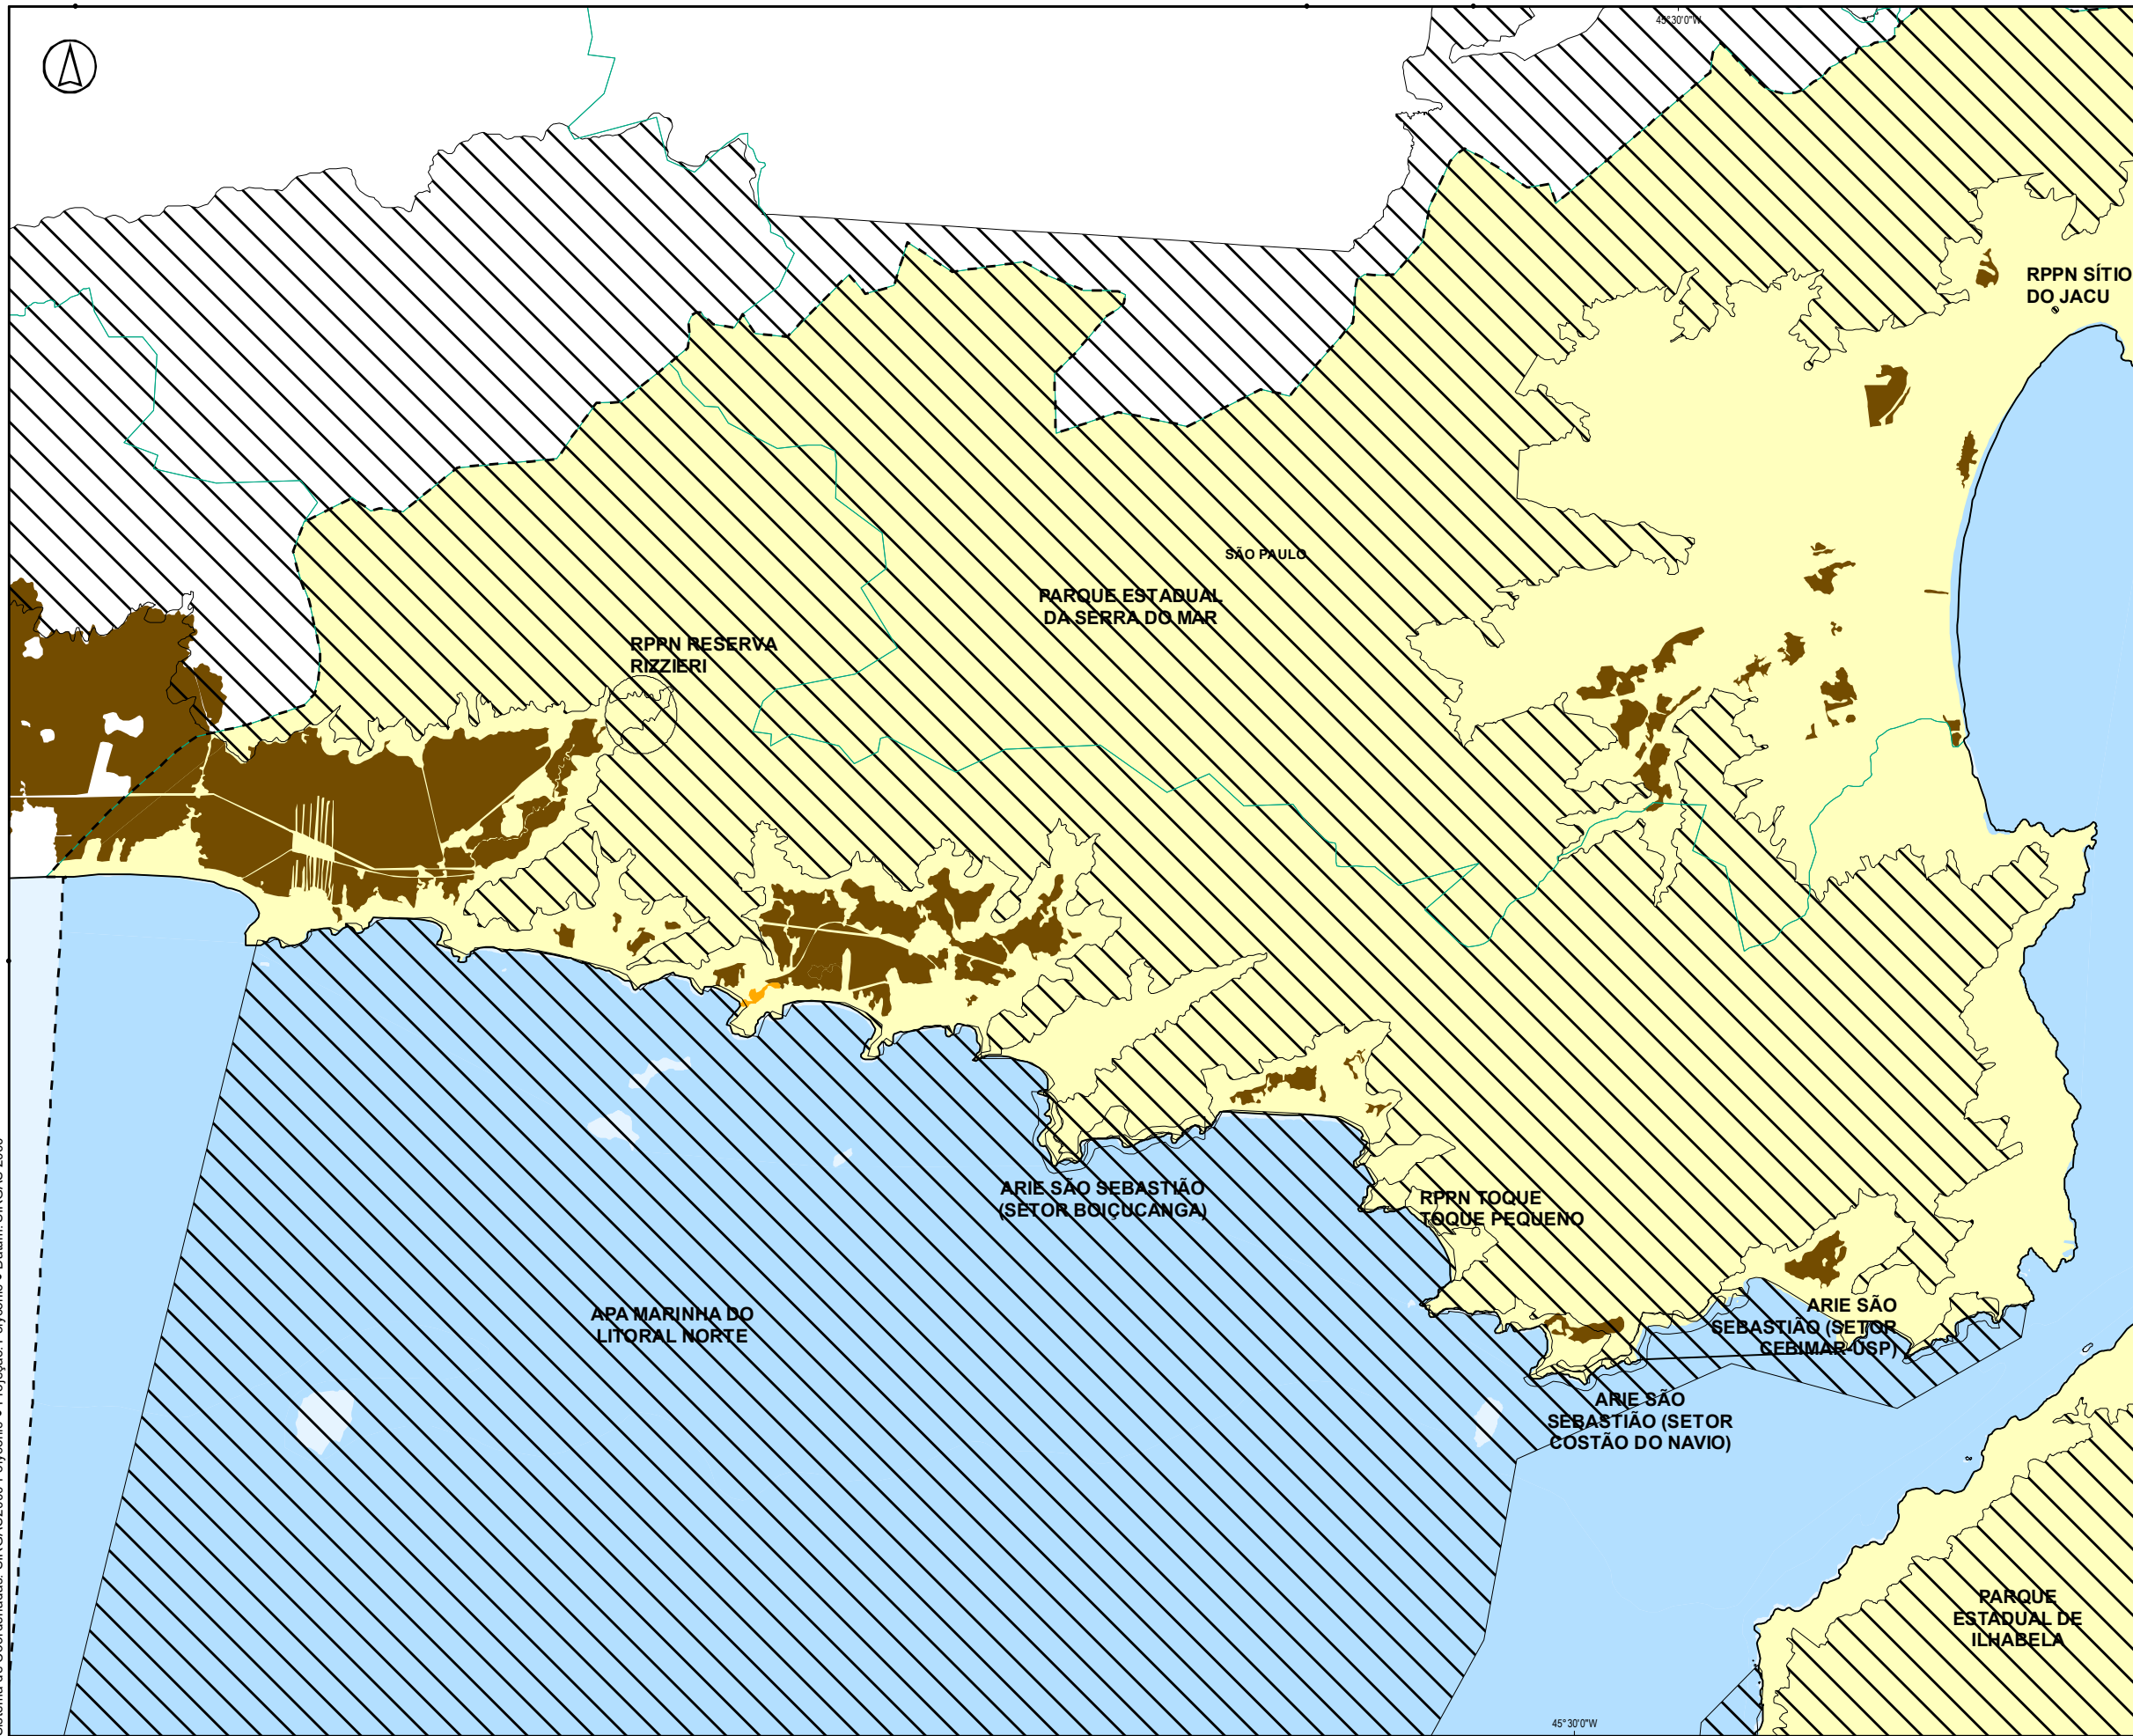 45°30'0"W
RPPN SÍTIO
DO JACU
SÃO PAULO
PARQUE ESTADUAL
DA SERRA DO MAR
RPPN RESERVA
RIZZIERI
ARIE SÃO SEBASTIÃO
(SETOR BOIÇUCANGA)
RPRN TOQUE
TOQUE PEQUENO
APA MARINHA DO
LITORAL NORTE
ARIE SÃO
SEBASTIÃO (SETOR
CEBIMAR-USP)
ARIE SÃO
SEBASTIÃO (SETOR
COSTÃO DO NAVIO)
PARQUE
ESTADUAL DE
ILHABELA
45°30'0"W